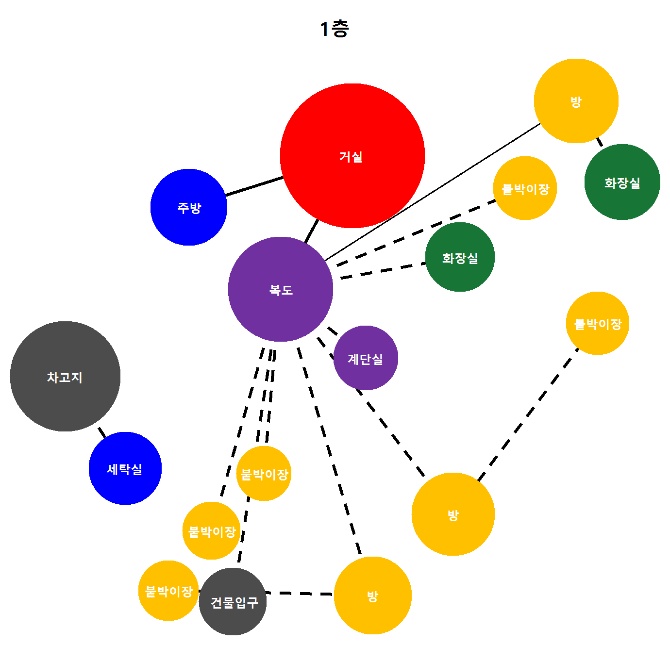 1층
방
거실
화장실
붙박이장
주방
화장실
복도
붙박이장
계단실
차고지
세탁실
붙박이장
방
붙박이장
붙박이장
건물입구
방